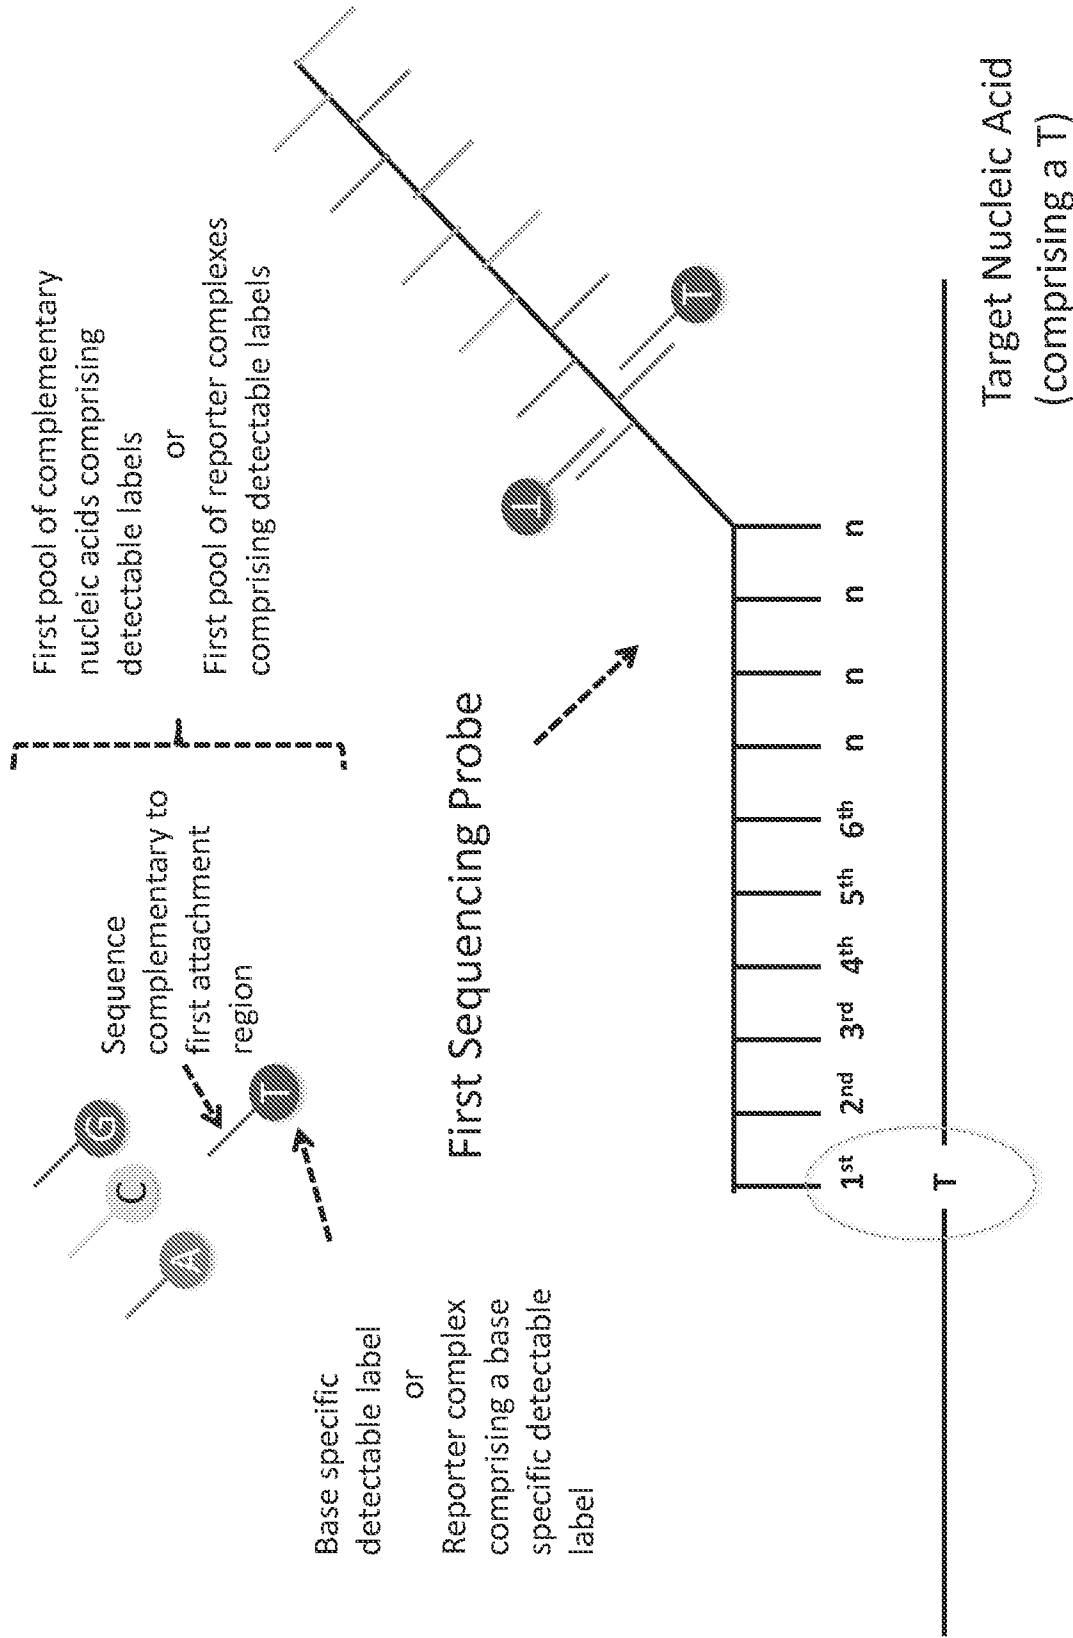 First pool of complementary
nucleic acids comprising
detectable labels
or
First pool of reporter complexes
comprising detectable labels
Sequence
complementary to
first attachment
region
G
C
A
T
Base specific
detectable label
or
Reporter complex
comprising a base
specific detectable
label
First Sequencing Probe
T
T
1st 2nd 3rd 4th 5th 6th n n n n
T
Target Nucleic Acid
(comprising a T)